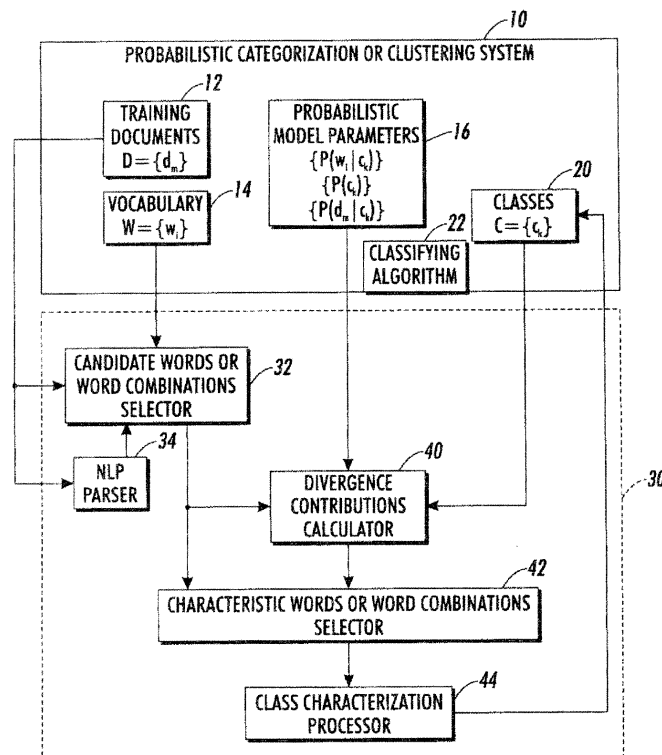 10
PROBABILISTIC CATEGORIZATION OR CLUSTERING SYSTEM
12
TRAINING
DOCUMENTS
D={dₘ}
14
VOCABULARY
W={wᵢ}
PROBABILISTIC
MODEL PARAMETERS
{P(wᵢ|cₖ)}
{P(cₖ)}
{P(dₘ|cₖ)}
16
20
CLASSES
C={cₖ}
22
CLASSIFYING
ALGORITHM
CANDIDATE WORDS OR
WORD COMBINATIONS
SELECTOR
32
34
NLP
PARSER
40
DIVERGENCE
CONTRIBUTIONS
CALCULATOR
30
42
CHARACTERISTIC WORDS OR WORD COMBINATIONS
SELECTOR
44
CLASS CHARACTERIZATION
PROCESSOR